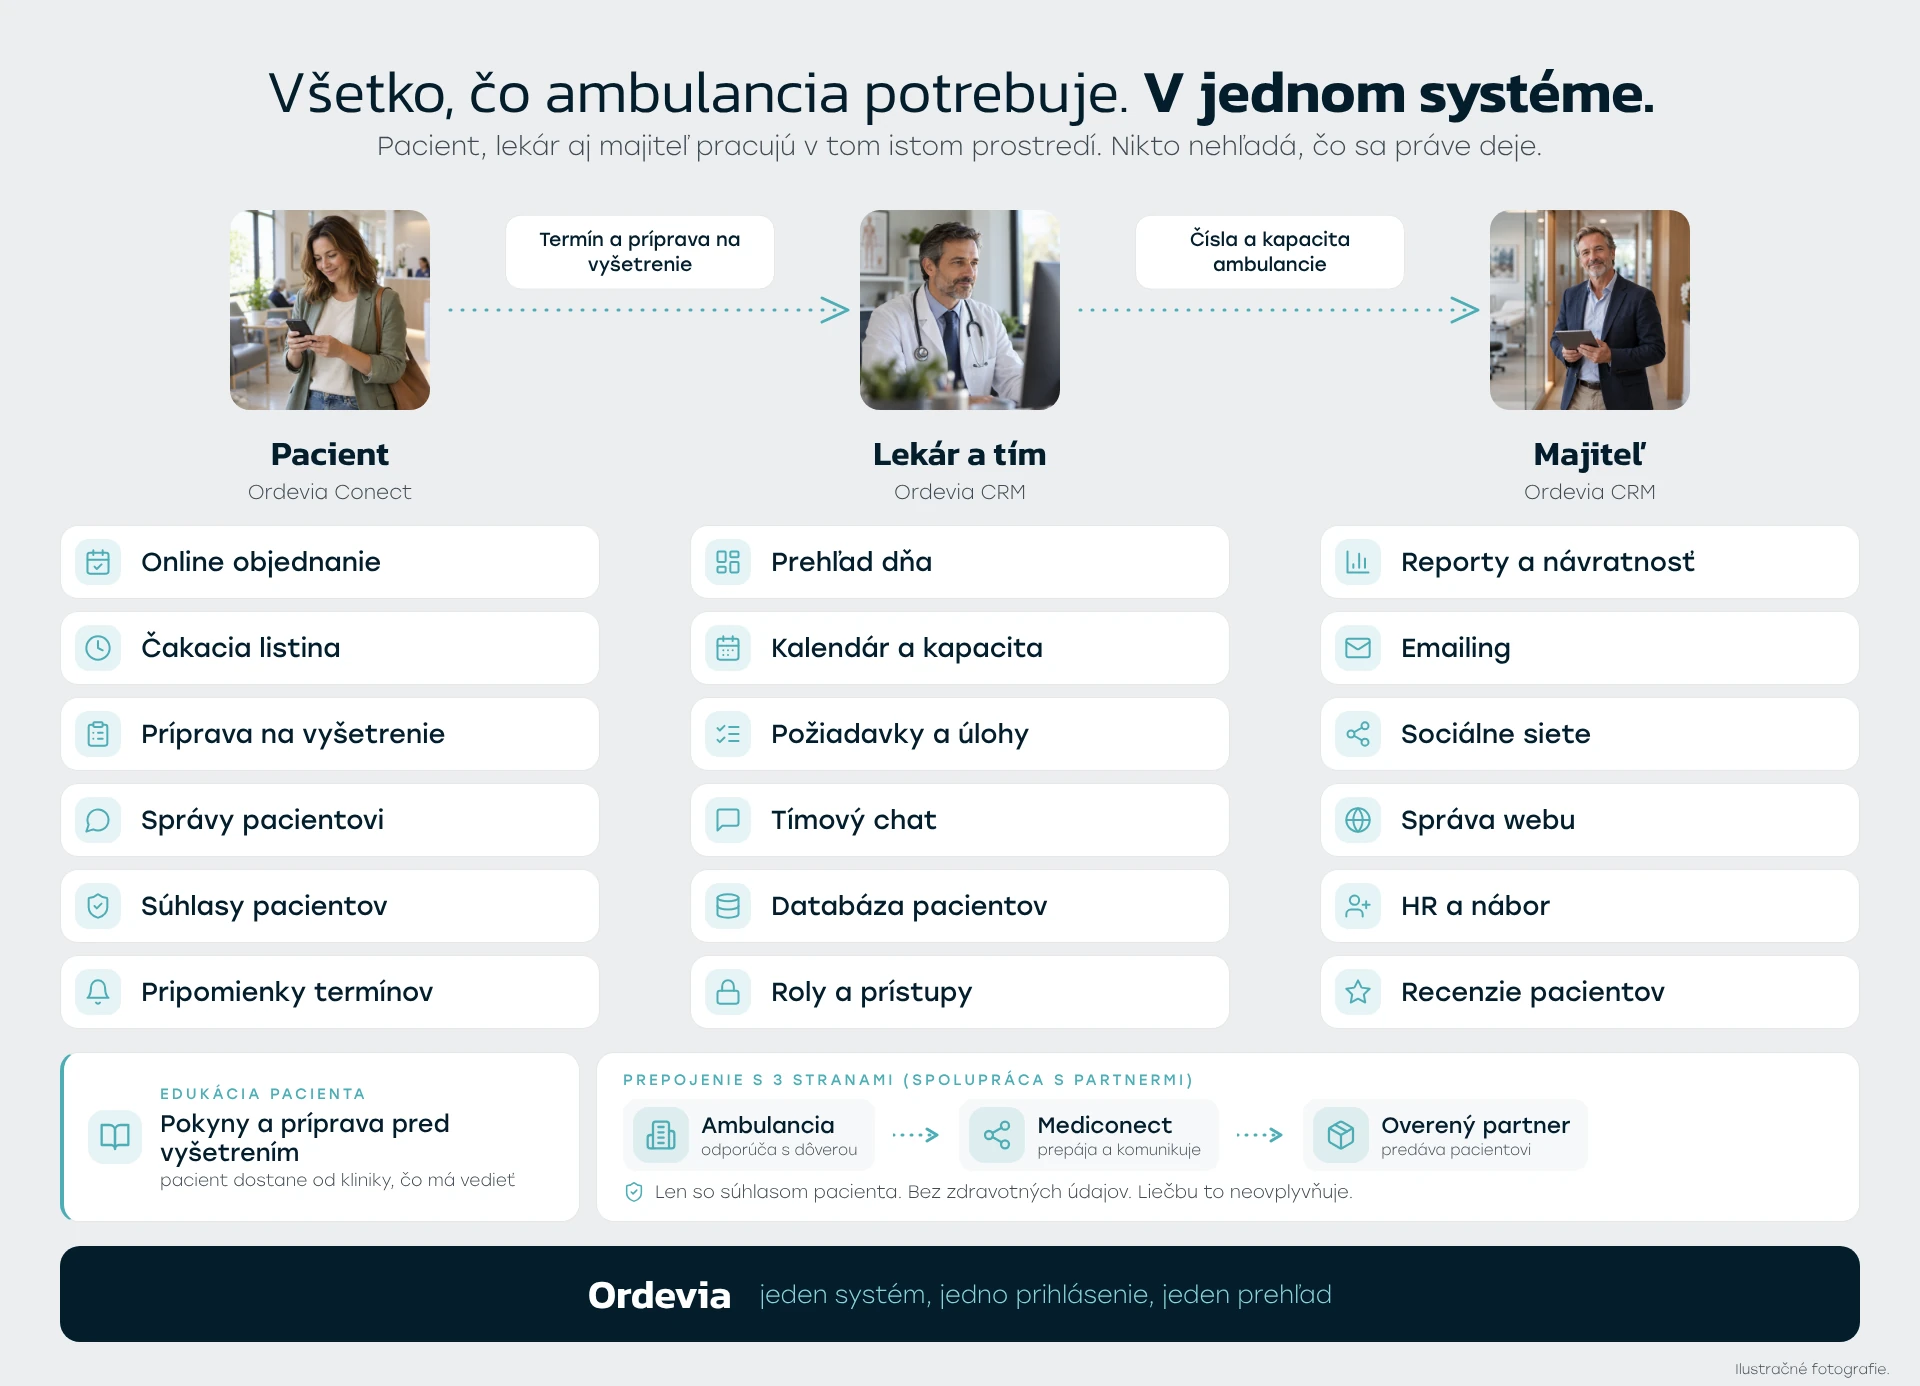 Všetko, čo ambulancia potrebuje. V jednom systéme.
Pacient, lekár aj majiteľ pracujú v tom istom prostredí. Nikto nehľadá, čo sa práve deje.
Termín a príprava na
vyšetrenie
Čísla a kapacita
ambulancie
Pacient
Ordevia Conect
Online objednanie
Čakacia listina
Príprava na vyšetrenie
Správy pacientovi
Súhlasy pacientov
Pripomienky termínov
Lekár a tím
Ordevia CRM
Prehľad dňa
Kalendár a kapacita
Požiadavky a úlohy
Tímový chat
Databáza pacientov
Roly a prístupy
Majiteľ
Ordevia CRM
Reporty a návratnosť
Emailing
Sociálne siete
Správa webu
HR a nábor
Recenzie pacientov
EDUKÁCIA PACIENTA
Pokyny a príprava pred
vyšetrením
pacient dostane od kliniky, čo má vedieť
PREPOJENIE S 3 STRANAMI (SPOLUPRÁCA S PARTNERMI)
Ambulancia
odporúča s dôverou
Mediconect
prepája a komunikuje
Overený partner
predáva pacientovi
Len so súhlasom pacienta. Bez zdravotných údajov. Liečbu to neovplyvňuje.
Ordevia jeden systém, jedno prihlásenie, jeden prehľad
Ilustračné fotografie.